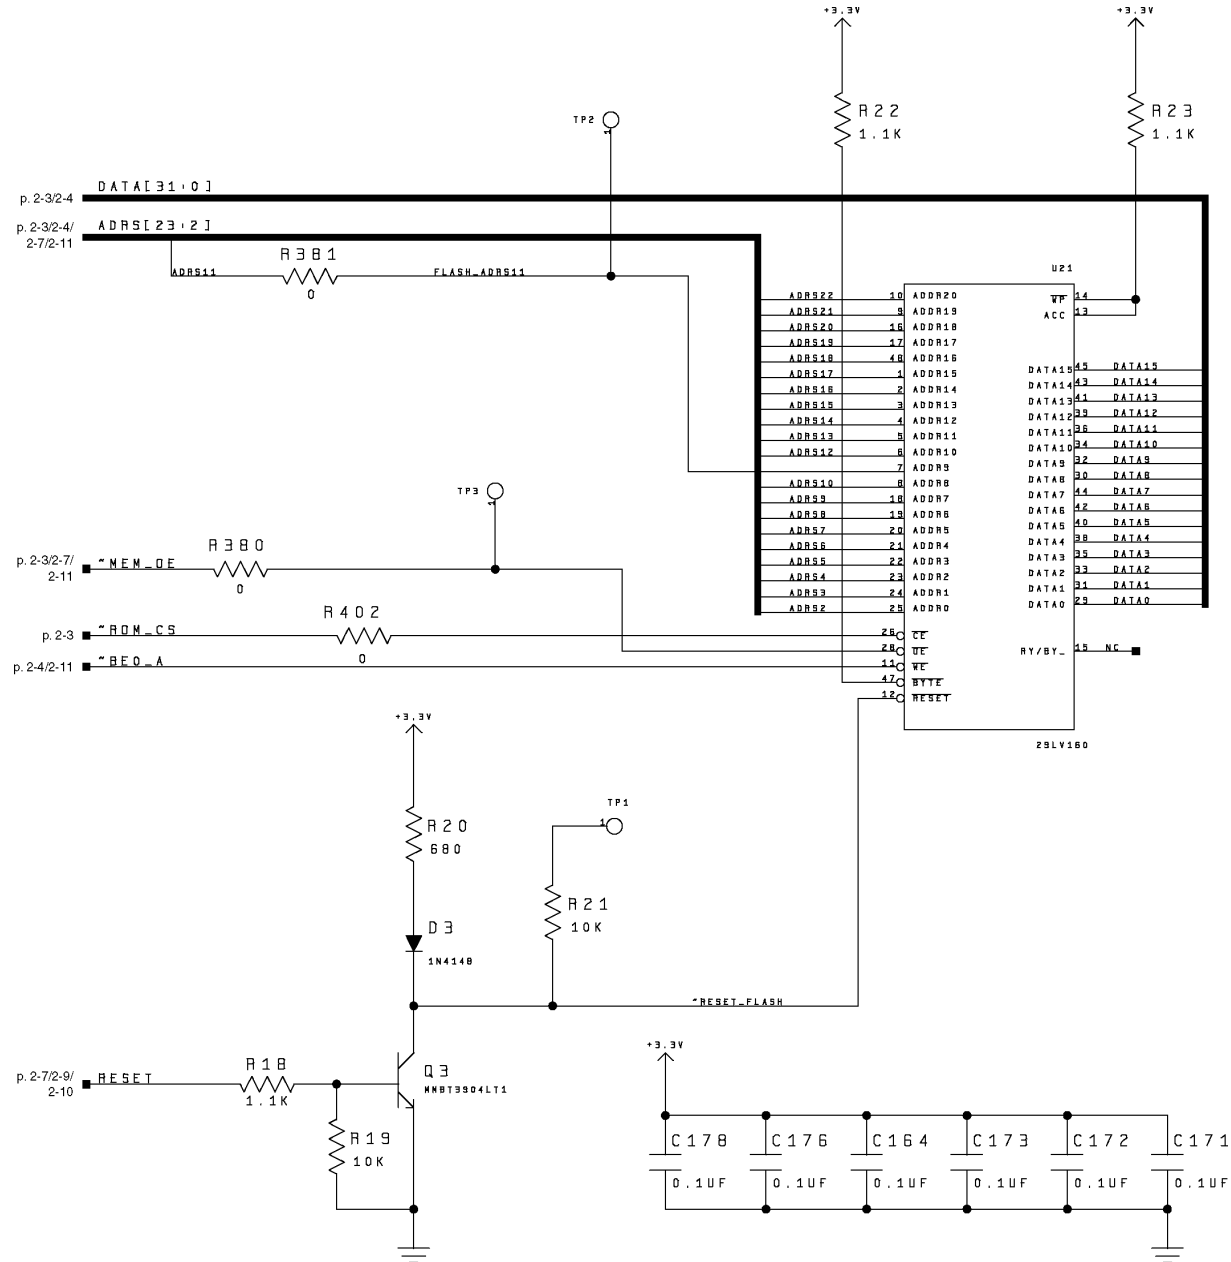 +3.3V
+3.3V
R22
1.1K
R23
1.1K
TP2
1
p. 2-3/2-4
DATA[31:0]
p. 2-3/2-4/
2-7/2-11
ADRS[23:2]
R381
0
ADRS11
FLASH_ADRS11
U21
ADRS22 10 ADDR20
ADRS21 9 ADDR19
ADRS20 16 ADDR18
ADRS19 17 ADDR17
ADRS18 48 ADDR16
ADRS17 1 ADDR15
ADRS16 2 ADDR14
ADRS15 3 ADDR13
ADRS14 4 ADDR12
ADRS13 5 ADDR11
ADRS12 6 ADDR10
7 ADDR9
ADRS10 8 ADDR8
ADRS9 18 ADDR7
ADRS8 19 ADDR6
ADRS7 20 ADDR5
ADRS6 21 ADDR4
ADRS5 22 ADDR3
ADRS4 23 ADDR2
ADRS3 24 ADDR1
ADRS2 25 ADDR0
26 CE
28 OE
11 WE
47 BYTE
12 RESET
WP 14
ACC 13
DATA15 45 DATA15
DATA14 43 DATA14
DATA13 41 DATA13
DATA12 39 DATA12
DATA11 36 DATA11
DATA10 34 DATA10
DATA9 32 DATA9
DATA8 30 DATA8
DATA7 44 DATA7
DATA6 42 DATA6
DATA5 40 DATA5
DATA4 38 DATA4
DATA3 35 DATA3
DATA2 33 DATA2
DATA1 31 DATA1
DATA0 29 DATA0
RY/BY_ 15 NC
29LV160
TP3
1
p. 2-3/2-7/
2-11
~MEM_OE
R380
0
p. 2-3
~ROM_CS
R402
0
p. 2-4/2-11
~BE0_A
+3.3V
R20
680
TP1
1
R21
10K
D3
1N4148
~RESET_FLASH
p. 2-7/2-9/
2-10
RESET
R18
1.1K
Q3
MMBT3904LT1
R19
10K
+3.3V
C178
0.1UF
C176
0.1UF
C164
0.1UF
C173
0.1UF
C172
0.1UF
C171
0.1UF